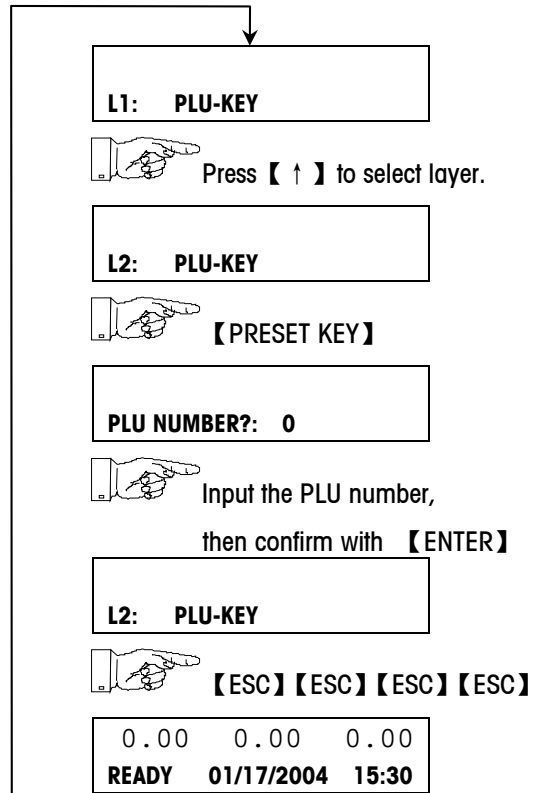 L1: PLU-KEY
Press【 ↑ 】to select layer.
L2: PLU-KEY
【PRESET KEY】
PLU NUMBER?: 0
Input the PLU number,
then confirm with 【ENTER】
L2: PLU-KEY
【ESC】【ESC】【ESC】【ESC】
0.00 0.00 0.00
READY 01/17/2004 15:30